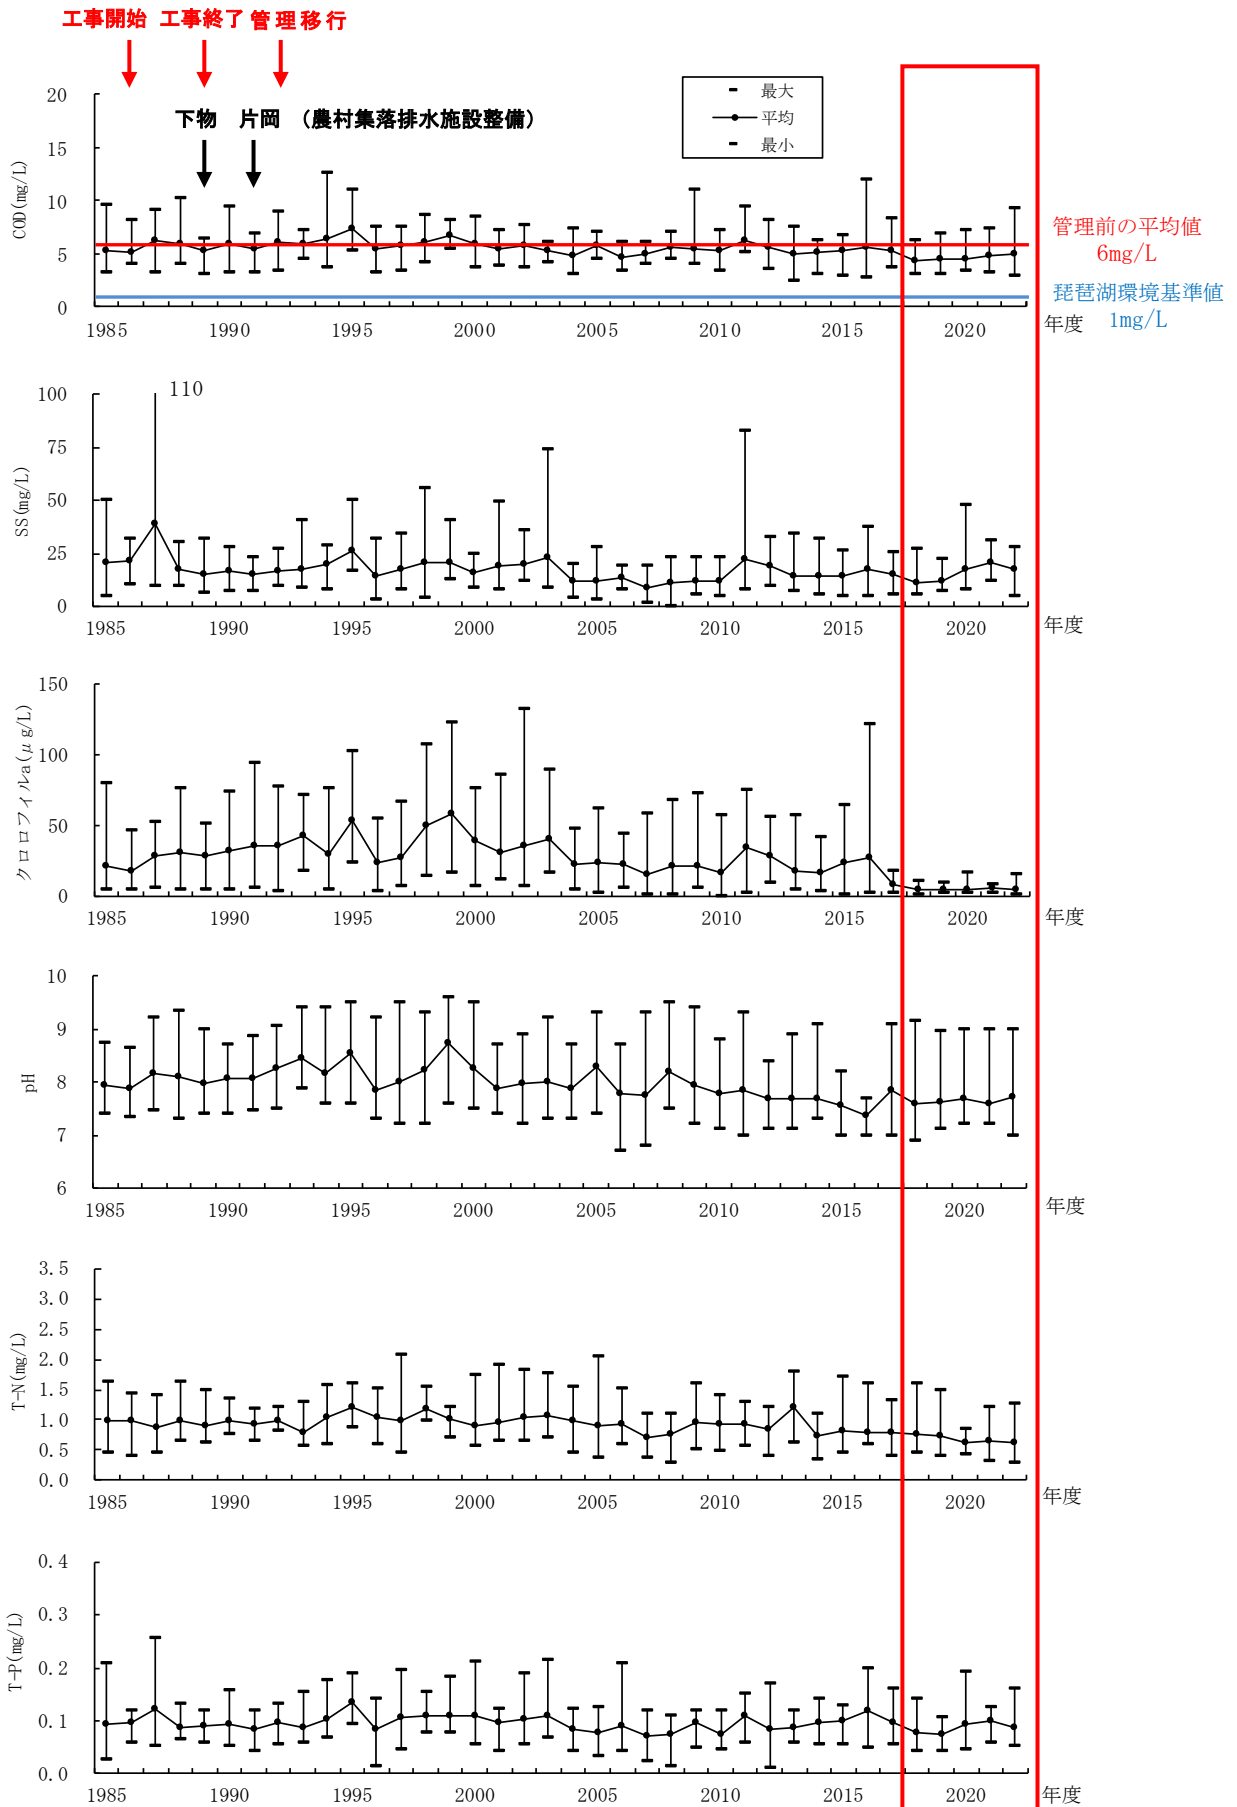 工事開始 工事終了 管理移行
下物 片岡 （農村集落排水施設整備）
最大
平均
最小
COD(mg/L)
20
15
10
5
0
1985 1990 1995 2000 2005 2010 2015 2020
年度
管理前の平均値
6mg/L
琵琶湖環境基準値
1mg/L
SS(mg/L)
110
100
75
50
25
0
1985 1990 1995 2000 2005 2010 2015 2020
年度
クロロフィルa(μg/L)
150
100
50
0
1985 1990 1995 2000 2005 2010 2015 2020
年度
pH
10
9
8
7
6
1985 1990 1995 2000 2005 2010 2015 2020
年度
T-N(mg/L)
3.5
3.0
2.5
2.0
1.5
1.0
0.5
0.0
1985 1990 1995 2000 2005 2010 2015 2020
年度
T-P(mg/L)
0.4
0.3
0.2
0.1
0.0
1985 1990 1995 2000 2005 2010 2015 2020
年度